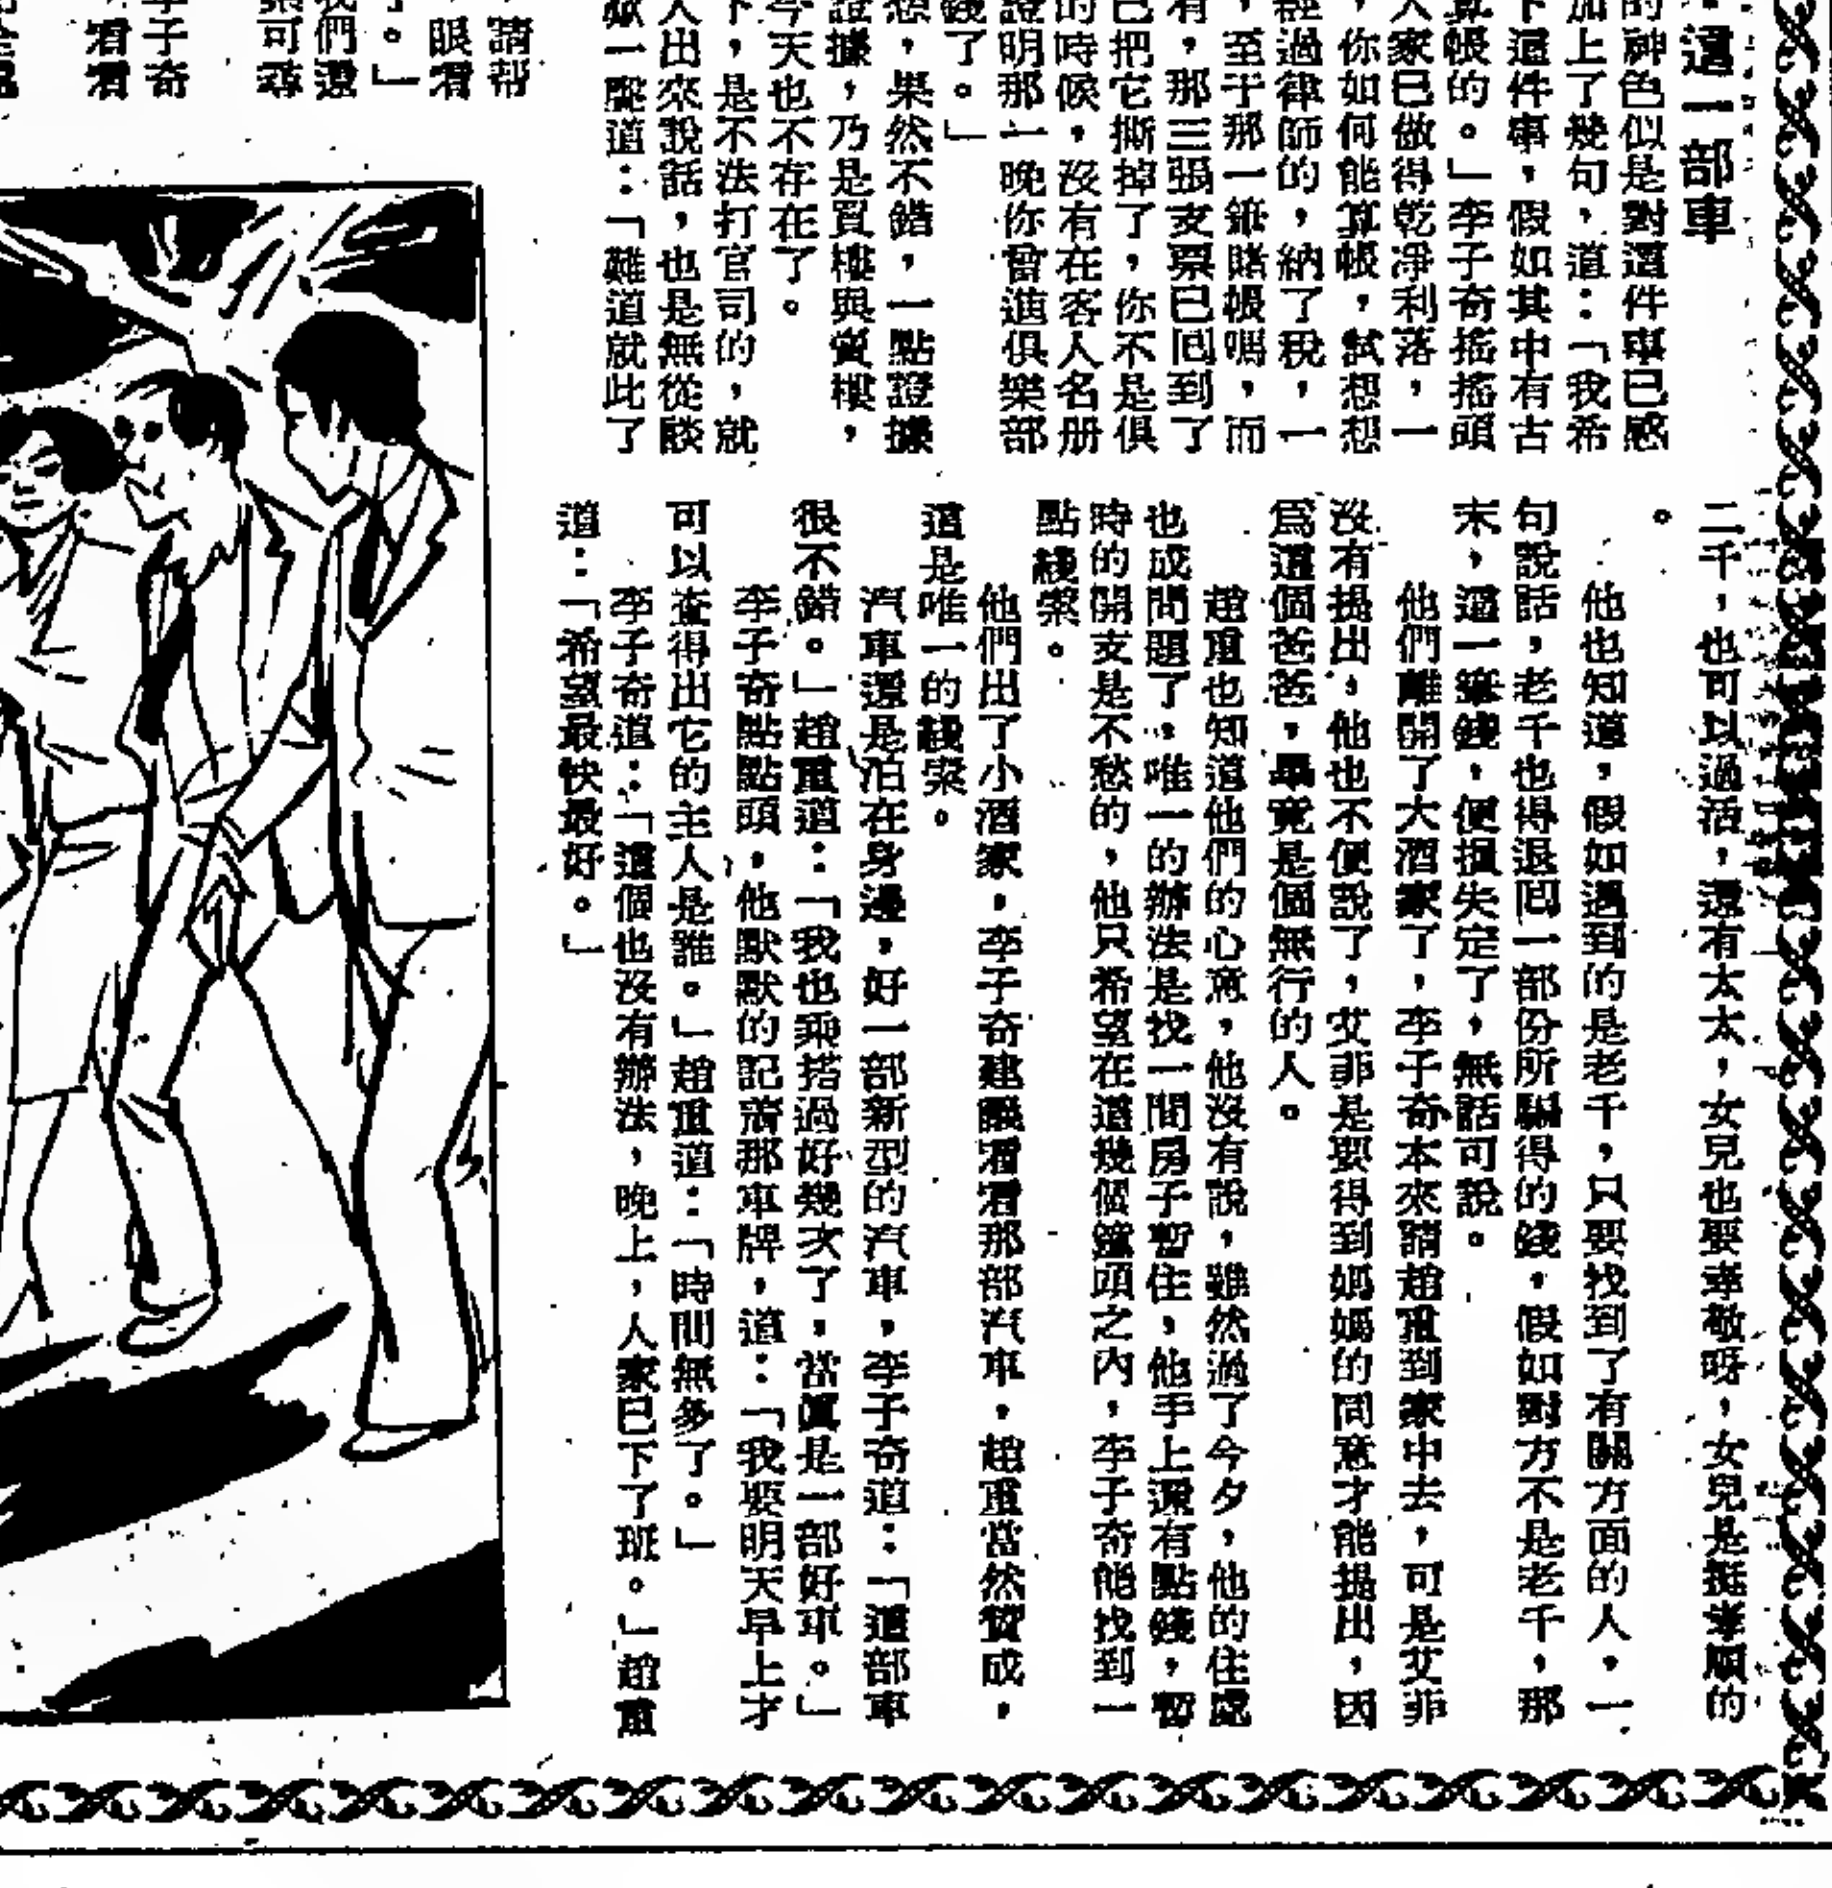 這一部車
的神色似是對這件事已感
加上了幾句，道：「我希
下這件事，假如其中有古
算帳的。」李子奇搖搖頭
人家已做得乾凈利落，一
，你如何能算帳，試想想
經過律師的，納了稅，一
，至于那一筆賭帳嗎，而
有，那三張支票已回到了
已把它撕掉了，你不是俱
的時候，沒有在客人名册
證明那一晚你曾進俱樂部
錢了。」
想，果然不錯，一點證據
證據，乃是買樓與賣樓，
今天也不存在了。
下，是不法打官司的，就
人出來說話，也是無從談
歎一聲道：「難道就此了
請帮
，眼看
。」
我們還
可尋
李子奇
看看
二千，也可以過活，還有太太，女兒也要孝敬呀，女兒是挺孝順的
。
他也知道，假如遇到的是老千，只要找到了有關方面的人，一
句說話，老千也得退回一部份所騙得的錢，假如對方不是老千，那
末，這一筆錢，便損失定了，無話可說。
他們離開了大酒家了，李子奇本來請趙重到家中去，可是艾菲
沒有提出，他也不便說了，艾菲是要得到媽媽的同意才能提出，因
爲這個爸爸，畢竟是個無行的人。
趙重也知道他們的心意，他沒有說，雖然過了今夕，他的住處
也成問題了，唯一的辦法是找一間房子暫住，他手上還有點錢，暫
時的開支是不愁的，他只希望在這幾個鐘頭之內，李子奇能找到一
點綫索。
他們出了小酒家，李子奇建議看看那部汽車，趙重當然贊成，
這是唯一的綫索。
汽車還是泊在身邊，好一部新型的汽車，李子奇道：「這部車
很不錯。」趙重道：「我也乘搭過好幾次了，當眞是一部好車。」
李子奇點點頭，他默默的記着那車牌，道：「我要明天早上才
可以查得出它的主人是誰。」趙重道：「時間無多了。」
李子奇道：「這個也沒有辦法，晚上，人家已下了班。」趙重
道：「希望最快最好。」